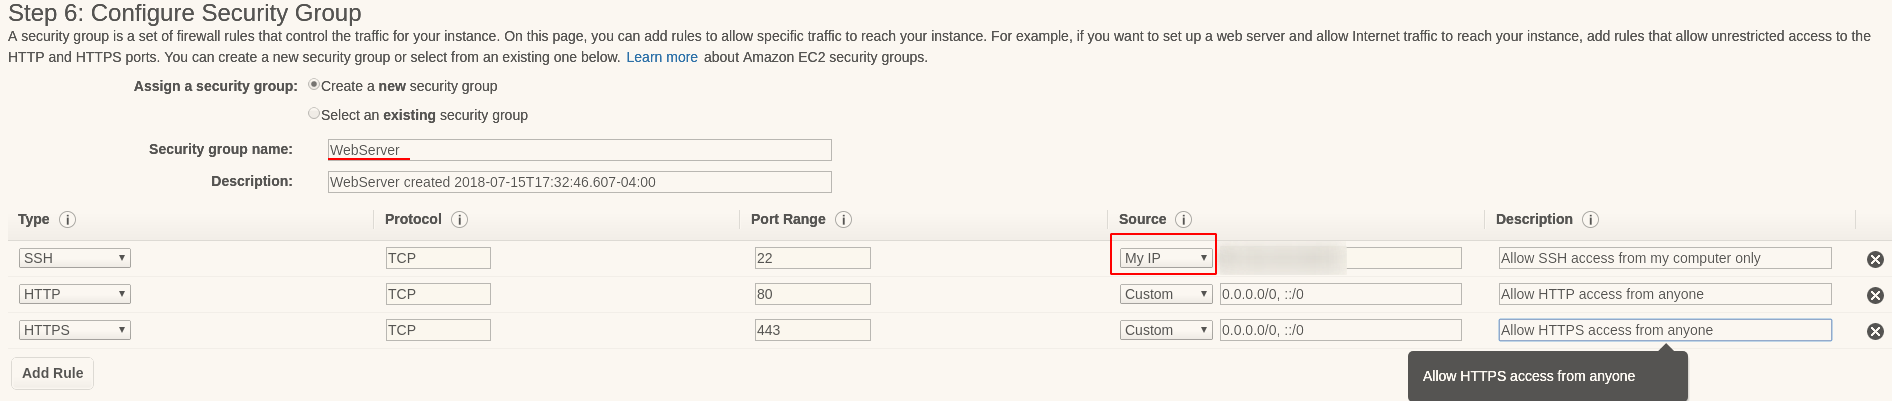 Step 6: Configure Security Group
A security group is a set of firewall rules that control the traffic for your instance. On this page, you can add rules to allow specific traffic to reach your instance. For example, if you want to set up a web server and allow Internet traffic to reach your instance, add rules that allow unrestricted access to the
HTTP and HTTPS ports. You can create a new security group or select from an existing one below. Learn more about Amazon EC2 security groups.
Assign a security group: Create a new security group
Select an existing security group
Security group name: WebServer
Description: WebServer created 2018-07-15T17:32:46.607-04:00
Type Protocol Port Range Source Description
SSH TCP 22 My IP Allow SSH access from my computer only
HTTP TCP 80 Custom 0.0.0.0/0, ::/0 Allow HTTP access from anyone
HTTPS TCP 443 Custom 0.0.0.0/0, ::/0 Allow HTTPS access from anyone
Add Rule
Allow HTTPS access from anyone